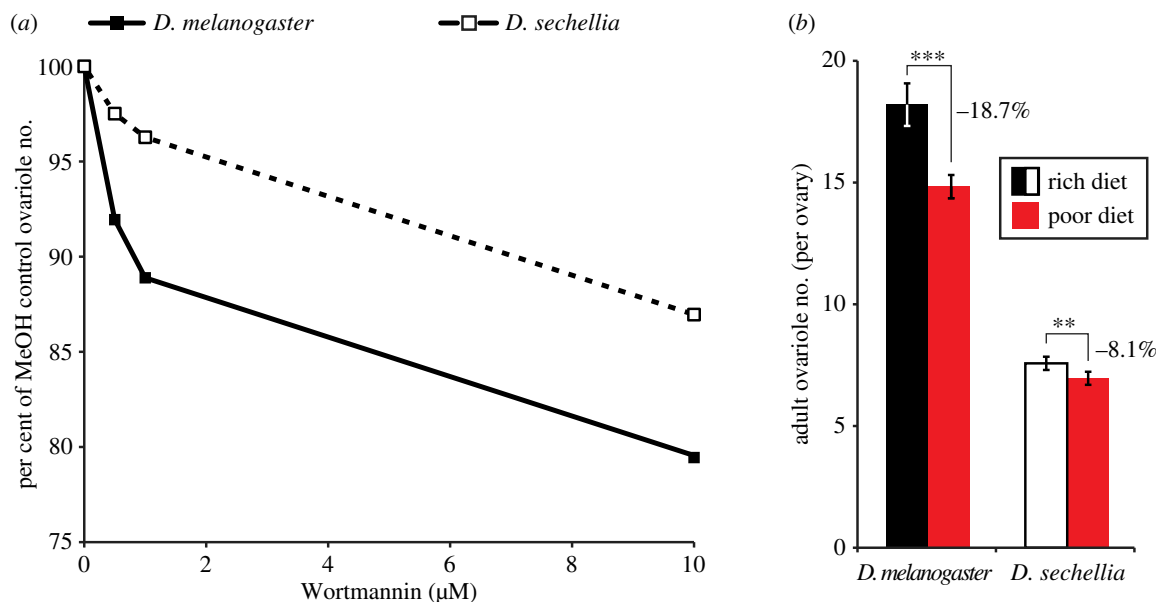 (a)
D. melanogaster
D. sechellia
100
95
90
85
80
75
per cent of MeOH control ovariole no.
0
2
4
6
8
10
Wortmannin (µM)
(b)
20
15
10
5
0
adult ovariole no. (per ovary)
***
–18.7%
rich diet
poor diet
**
–8.1%
D. melanogaster
D. sechellia